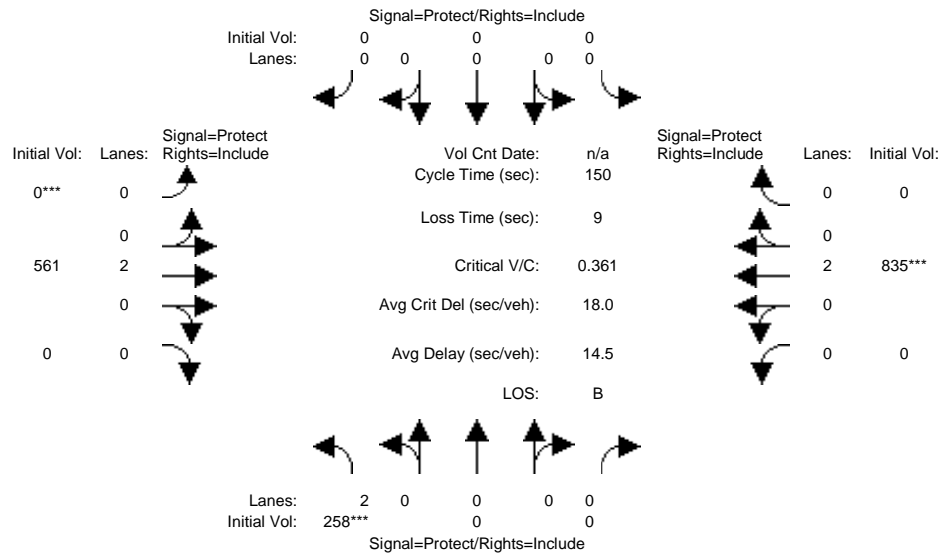 Signal=Protect/Rights=Include
Initial Vol: 0 0 0
Lanes: 0 0 0 0 0
Signal=Protect
Initial Vol: Lanes: Rights=Include
Vol Cnt Date: n/a
Signal=Protect
Rights=Include Lanes: Initial Vol:
Cycle Time (sec): 150
0*** 0
0 0
Loss Time (sec): 9
0
0
561 2
Critical V/C: 0.361
2 835***
0
Avg Crit Del (sec/veh): 18.0
0
0 0
Avg Delay (sec/veh): 14.5
0 0
LOS: B
Lanes: 2 0 0 0 0
Initial Vol: 258*** 0 0
Signal=Protect/Rights=Include